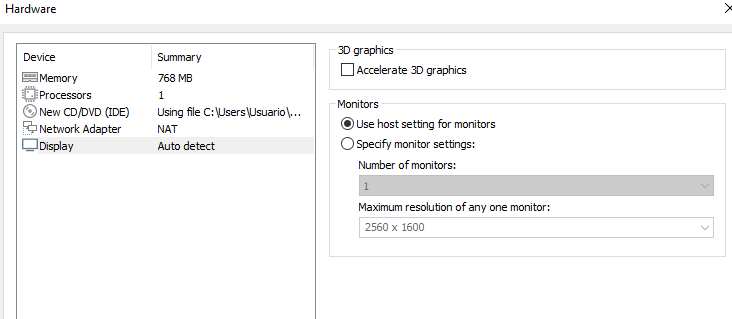 Hardware
Device Summary
Memory 768 MB
Processors 1
New CD/DVD (IDE) Using file C:\Users\Usuario\...
Network Adapter NAT
Display Auto detect
3D graphics
Accelerate 3D graphics
Monitors
Use host setting for monitors
Specify monitor settings:
Number of monitors:
1
Maximum resolution of any one monitor:
2560 x 1600